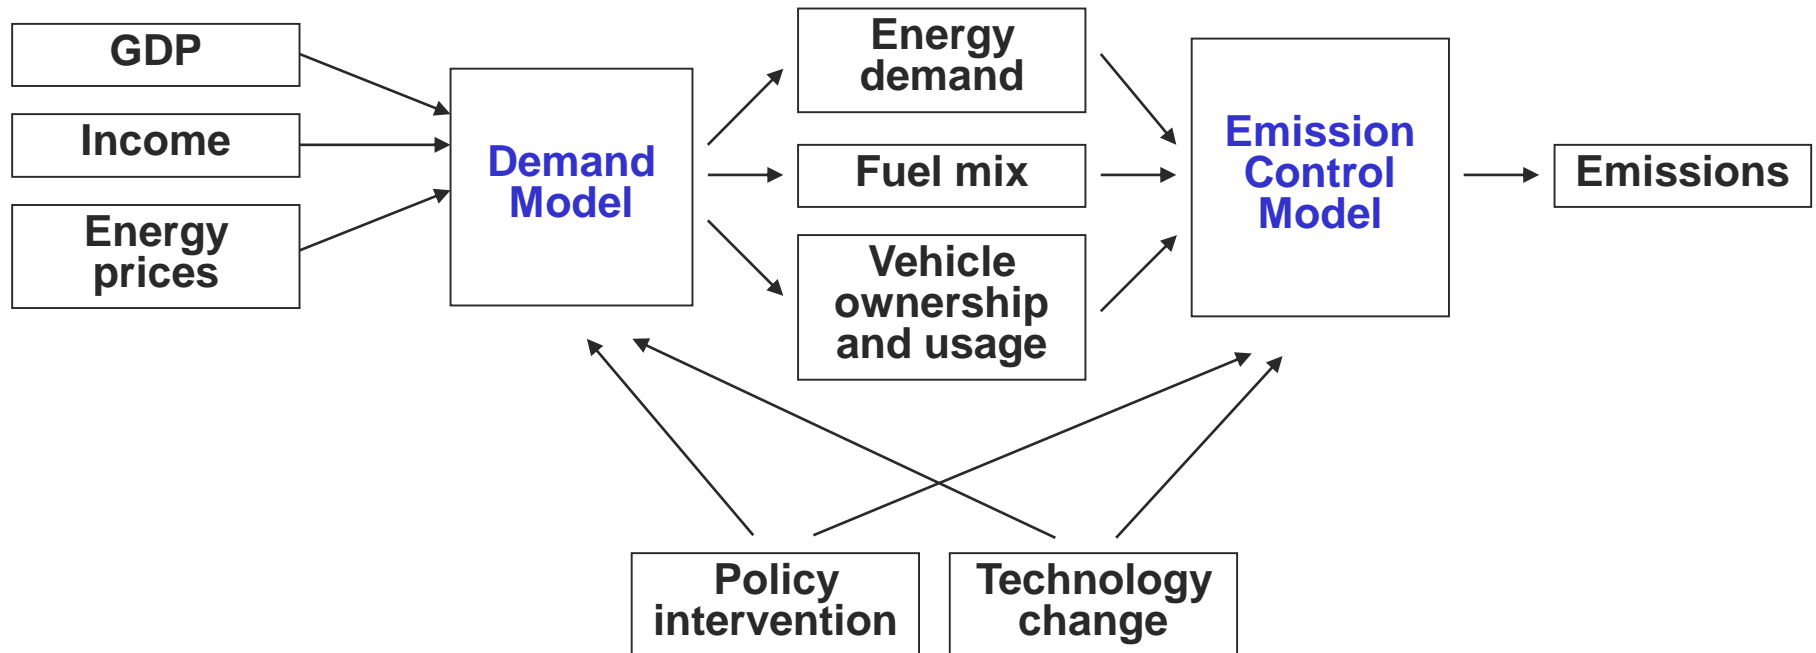 GDP
Income
Energy
prices
Demand
Model
Energy
demand
Fuel mix
Vehicle
ownership
and usage
Emission
Control
Model
Emissions
Policy
intervention
Technology
change